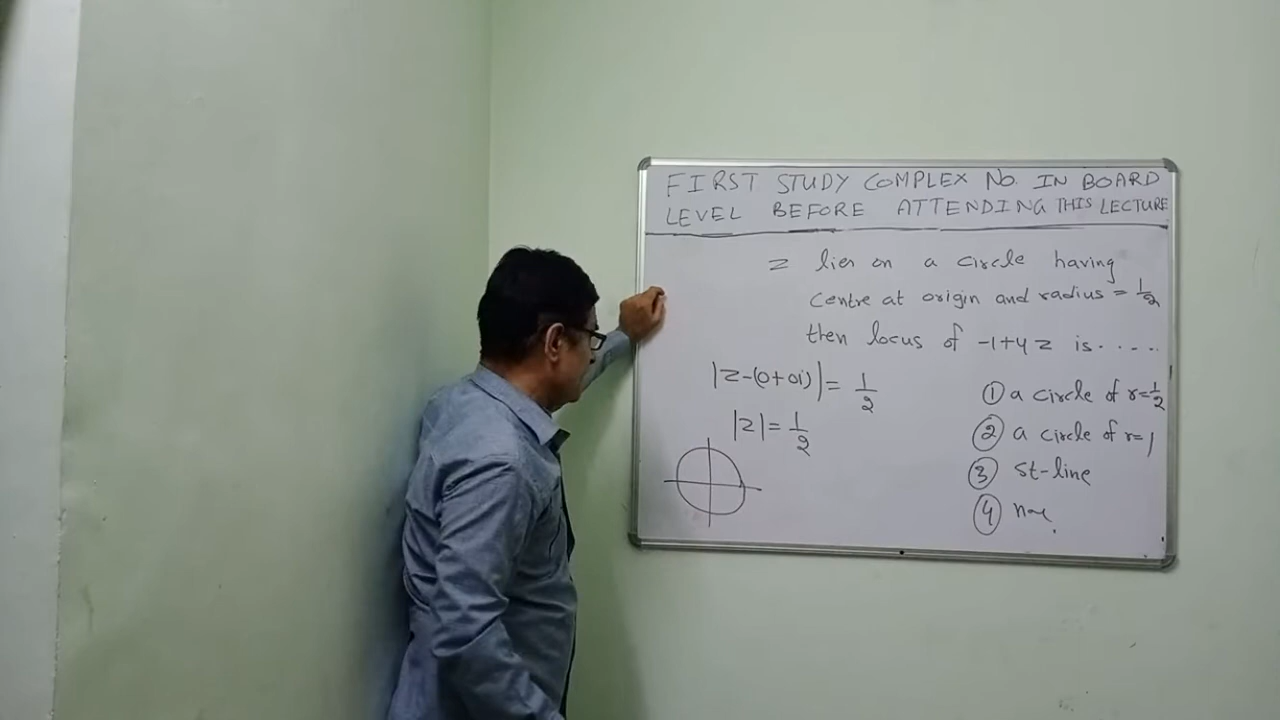 FIRST STUDY COMPLEX NO. IN BOARD
LEVEL BEFORE ATTENDING THIS LECTURE
z lies on a circle having
centre at origin and radius = 1/2
then locus of -1+4z is.....
|z-(0+0i)| = 1/2
|z| = 1/2
① a circle of r=1/2
② a circle of r=1
③ st-line
④